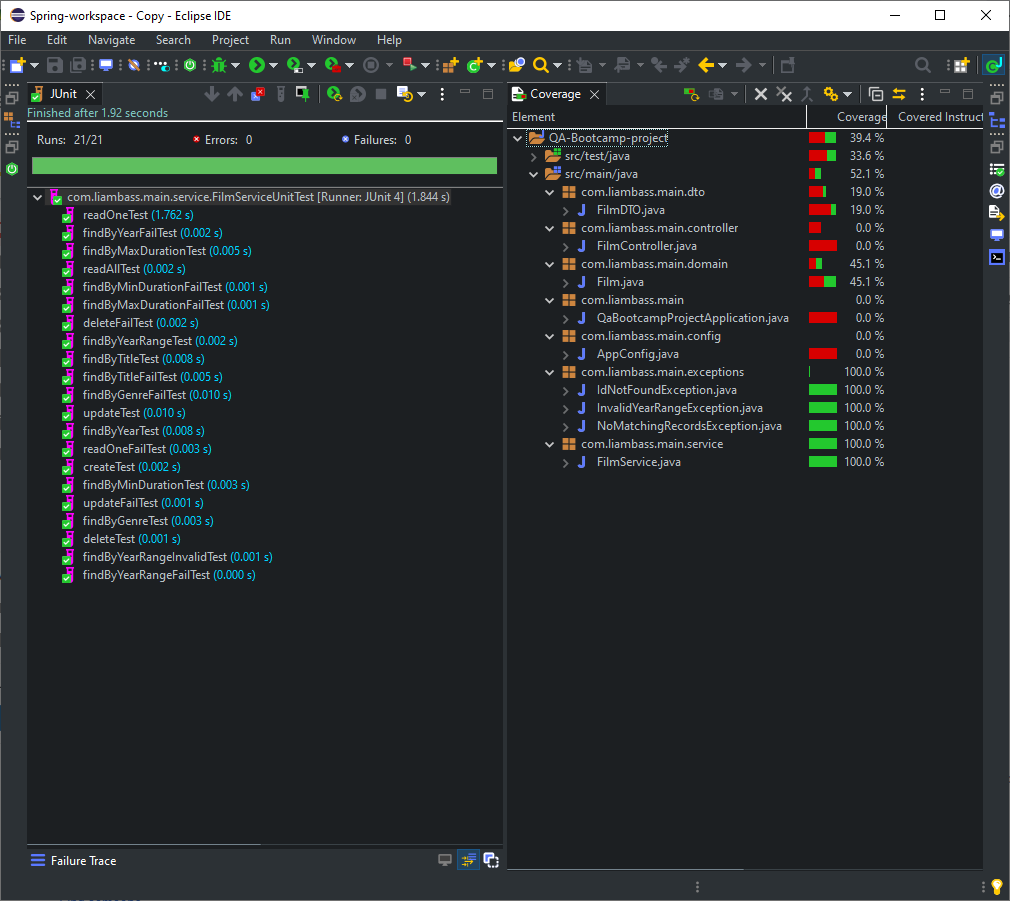 Spring-workspace - Copy - Eclipse IDE
File Edit Navigate Search Project Run Window Help
JUnit
Finished after 1.92 seconds
Runs: 21/21 Errors: 0 Failures: 0
com.liambass.main.service.FilmServiceUnitTest [Runner: JUnit 4] (1.844 s)
readOneTest (1.762 s)
findByYearFailTest (0.002 s)
findByMaxDurationTest (0.005 s)
readAllTest (0.002 s)
findByMinDurationFailTest (0.001 s)
findByMaxDurationFailTest (0.001 s)
deleteFailTest (0.002 s)
findByYearRangeTest (0.002 s)
findByTitleTest (0.008 s)
findByTitleFailTest (0.005 s)
findByGenreFailTest (0.010 s)
updateTest (0.010 s)
findByYearTest (0.008 s)
readOneFailTest (0.003 s)
createTest (0.002 s)
findByMinDurationTest (0.003 s)
updateFailTest (0.001 s)
findByGenreTest (0.003 s)
deleteTest (0.001 s)
findByYearRangeInvalidTest (0.001 s)
findByYearRangeFailTest (0.000 s)
Failure Trace
Coverage
Element Coverage Covered Instruct
QA-Bootcamp-project 39.4 %
src/test/java 33.6 %
src/main/java 52.1 %
com.liambass.main.dto 19.0 %
FilmDTO.java 19.0 %
com.liambass.main.controller 0.0 %
FilmController.java 0.0 %
com.liambass.main.domain 45.1 %
Film.java 45.1 %
com.liambass.main 0.0 %
QaBootcampProjectApplication.java 0.0 %
com.liambass.main.config 0.0 %
AppConfig.java 0.0 %
com.liambass.main.exceptions 100.0 %
IdNotFoundException.java 100.0 %
InvalidYearRangeException.java 100.0 %
NoMatchingRecordsException.java 100.0 %
com.liambass.main.service 100.0 %
FilmService.java 100.0 %